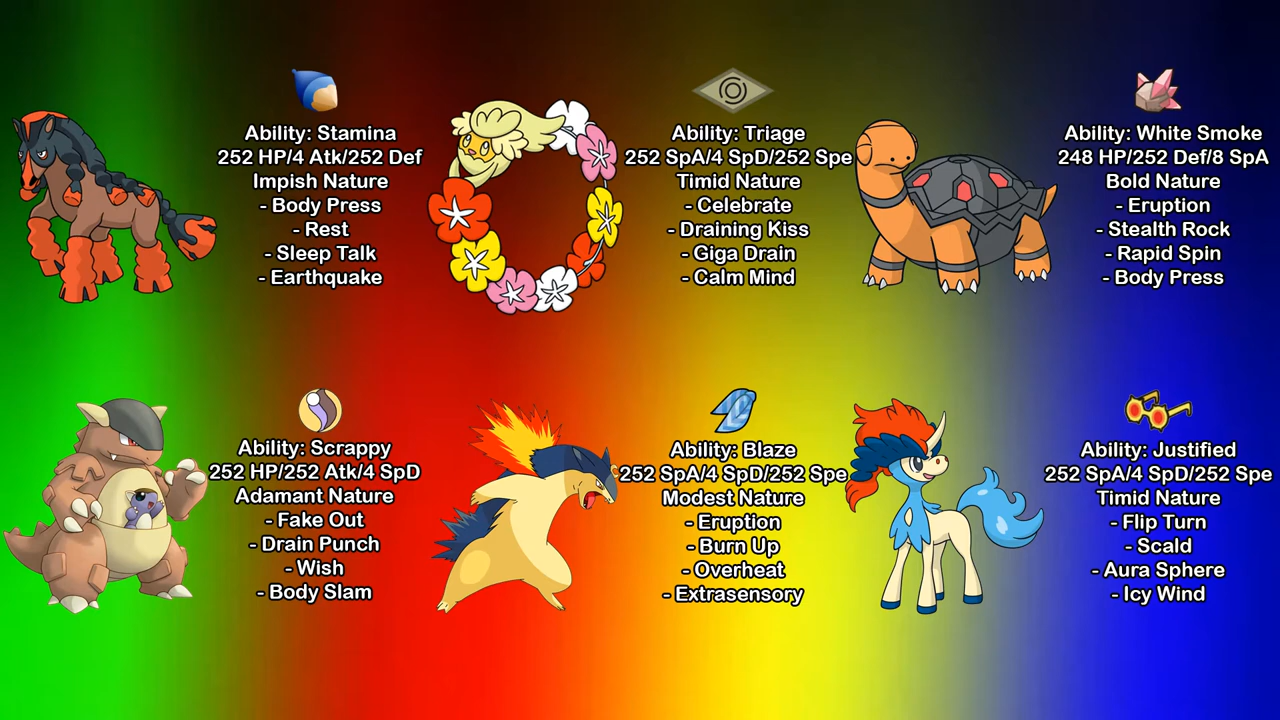 Ability: Stamina
252 HP/4 Atk/252 Def
Impish Nature
- Body Press
- Rest
- Sleep Talk
- Earthquake
Ability: Triage
252 SpA/4 SpD/252 Spe
Timid Nature
- Celebrate
- Draining Kiss
- Giga Drain
- Calm Mind
Ability: White Smoke
248 HP/252 Def/8 SpA
Bold Nature
- Eruption
- Stealth Rock
- Rapid Spin
- Body Press
Ability: Scrappy
252 HP/252 Atk/4 SpD
Adamant Nature
- Fake Out
- Drain Punch
- Wish
- Body Slam
Ability: Blaze
252 SpA/4 SpD/252 Spe
Modest Nature
- Eruption
- Burn Up
- Overheat
- Extrasensory
Ability: Justified
252 SpA/4 SpD/252 Spe
Timid Nature
- Flip Turn
- Scald
- Aura Sphere
- Icy Wind